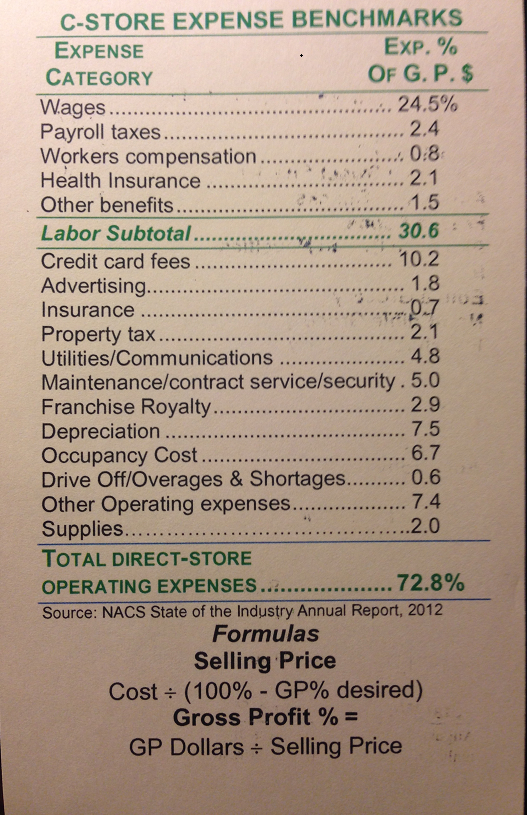 C-STORE EXPENSE BENCHMARKS
EXPENSE EXP. %
CATEGORY OF G. P. $
Wages.......................................... 24.5%
Payroll taxes.................................... 2.4
Workers compensation..................... 0.8
Health Insurance .............................. 2.1
Other benefits................................... 1.5
Labor Subtotal................................ 30.6
Credit card fees ............................... 10.2
Advertising....................................... 1.8
Insurance ........................................ 0.7
Property tax...................................... 2.1
Utilities/Communications ................... 4.8
Maintenance/contract service/security . 5.0
Franchise Royalty............................. 2.9
Depreciation ..................................... 7.5
Occupancy Cost ............................... 6.7
Drive Off/Overages & Shortages......... 0.6
Other Operating expenses................. 7.4
Supplies..........................................2.0
TOTAL DIRECT-STORE
OPERATING EXPENSES.................... 72.8%
Source: NACS State of the Industry Annual Report, 2012
Formulas
Selling Price
Cost ÷ (100% - GP% desired)
Gross Profit % =
GP Dollars ÷ Selling Price